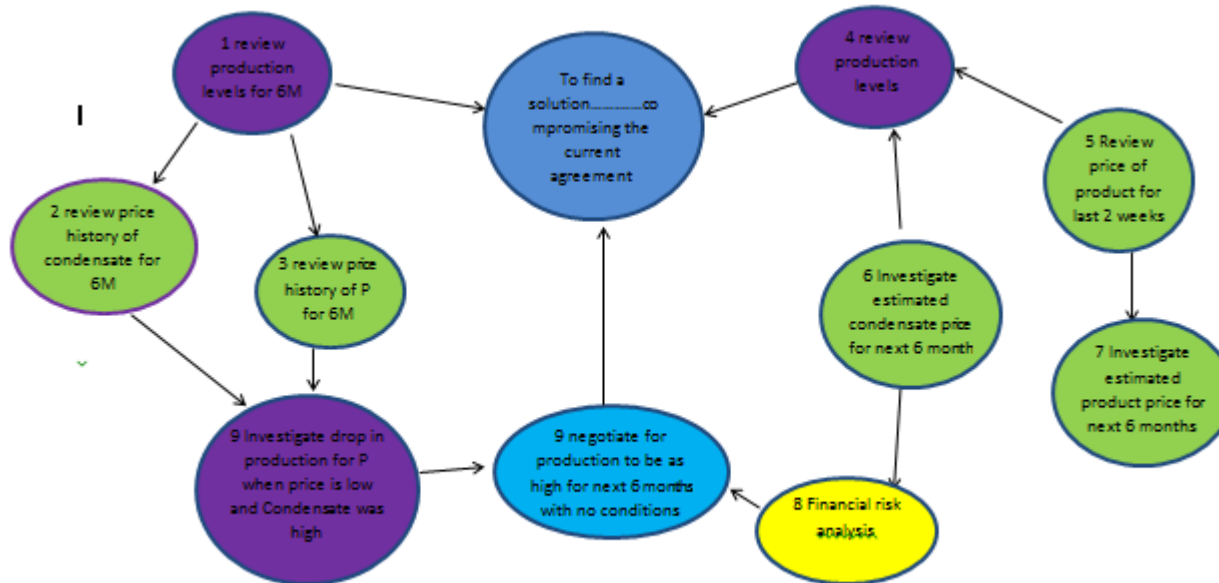 1 review
production
levels for 6M
To find a
solution..............co
mpromising the
current
agreement
4 review
production
levels
I
5 Review
price of
product for
last 2 weeks
2 review price
history of
condensate for
6M
3 review price
history of P
for 6M
6 Investigate
estimated
condensate price
for next 6 month
7 Investigate
estimated
product price for
next 6 months
9 Investigate drop in
production for P
when price is low
and Condensate was
high
9 negotiate for
production to be as
high for next 6 months
with no conditions
8 Financial risk
analysis.